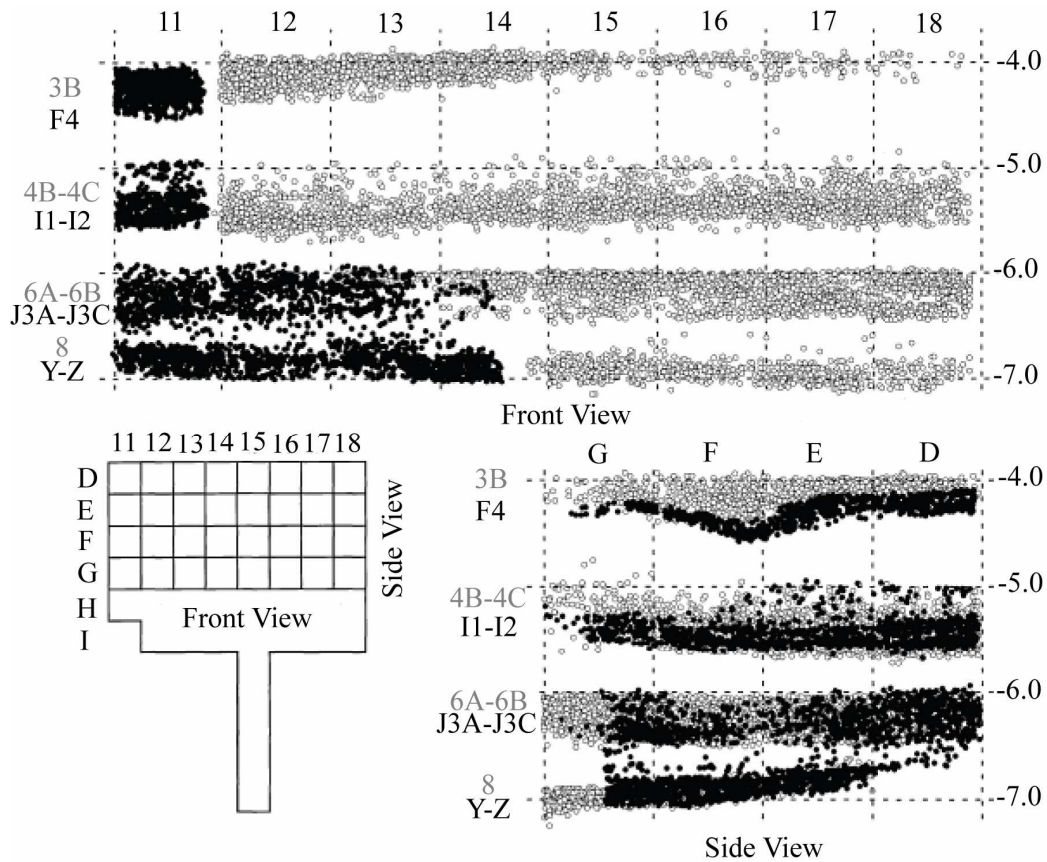 11 12 13 14 15 16 17 18
-4.0
3B
F4
-5.0
4B-4C
I1-I2
-6.0
6A-6B
J3A-J3C
8
Y-Z
-7.0
Front View
11 12 13 14 15 16 17 18
D
E
F
G
H
I
Front View
Side View
G F E D
3B
-4.0
F4
-5.0
4B-4C
I1-I2
-6.0
6A-6B
J3A-J3C
8
-7.0
Y-Z
Side View